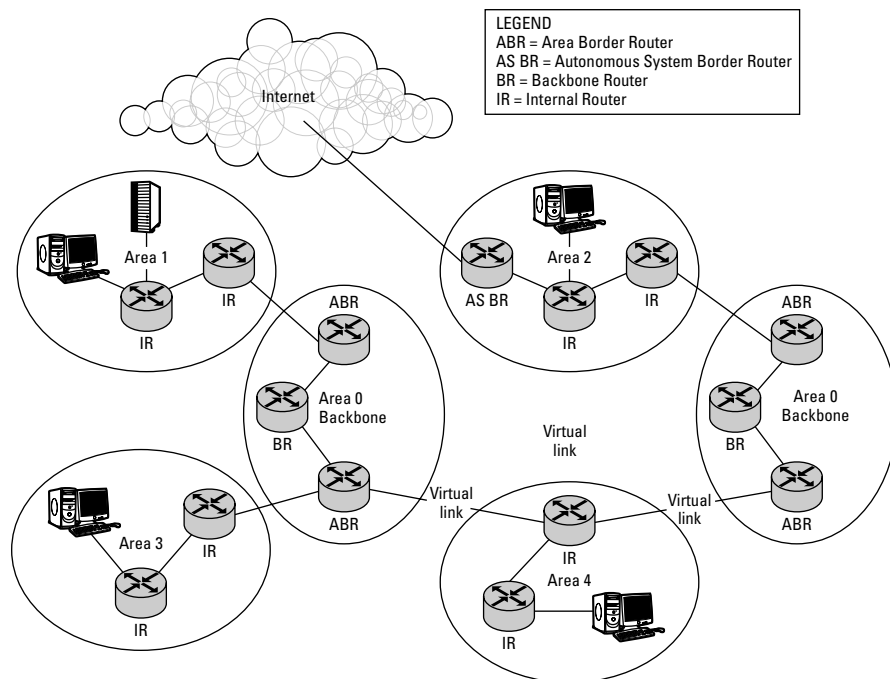 LEGEND
ABR = Area Border Router
AS BR = Autonomous System Border Router
BR = Backbone Router
IR = Internal Router
Internet
Area 1
IR
IR
Area 2
AS BR
IR
IR
ABR
Area 0
Backbone
BR
ABR
ABR
Area 0
Backbone
BR
ABR
Virtual
link
Virtual
link
Virtual
link
Area 3
IR
IR
IR
Area 4
IR